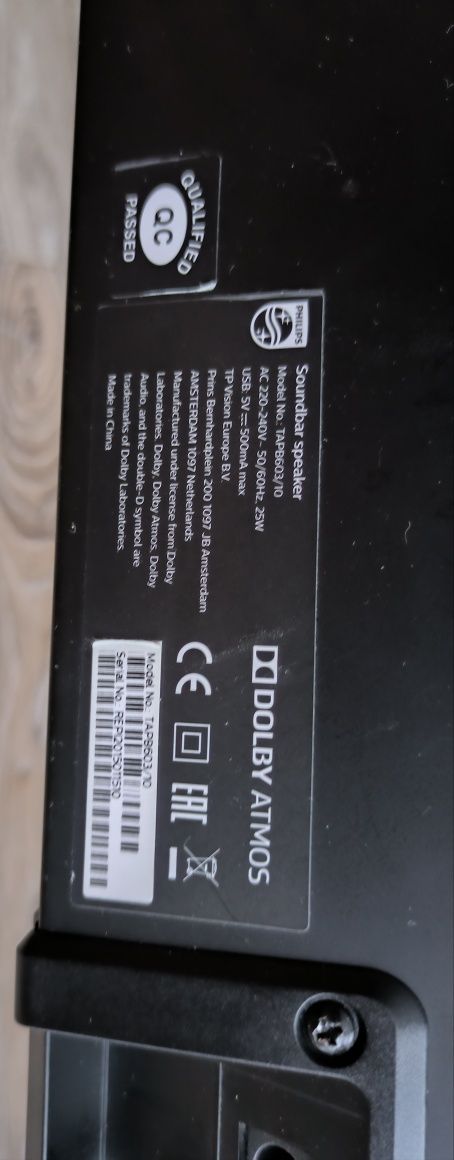 QUALIFIED
QC
PASSED
PHILIPS
Soundbar speaker
Model No.: TAPB603/10
AC 220-240V~50/60Hz, 25W
USB: 5V⎓500mA max
TP Vision Europe B.V.
Prins Bernhardplein 200 1097 JB Amsterdam
AMSTERDAM 1097 Netherlands
Manufactured under license from Dolby
Laboratories. Dolby, Dolby Atmos, Dolby
Audio, and the double-D symbol are
trademarks of Dolby Laboratories.
Made in China
DOLBY ATMOS
CE
EAC
Model No.: TAPB603/10
Serial No.: